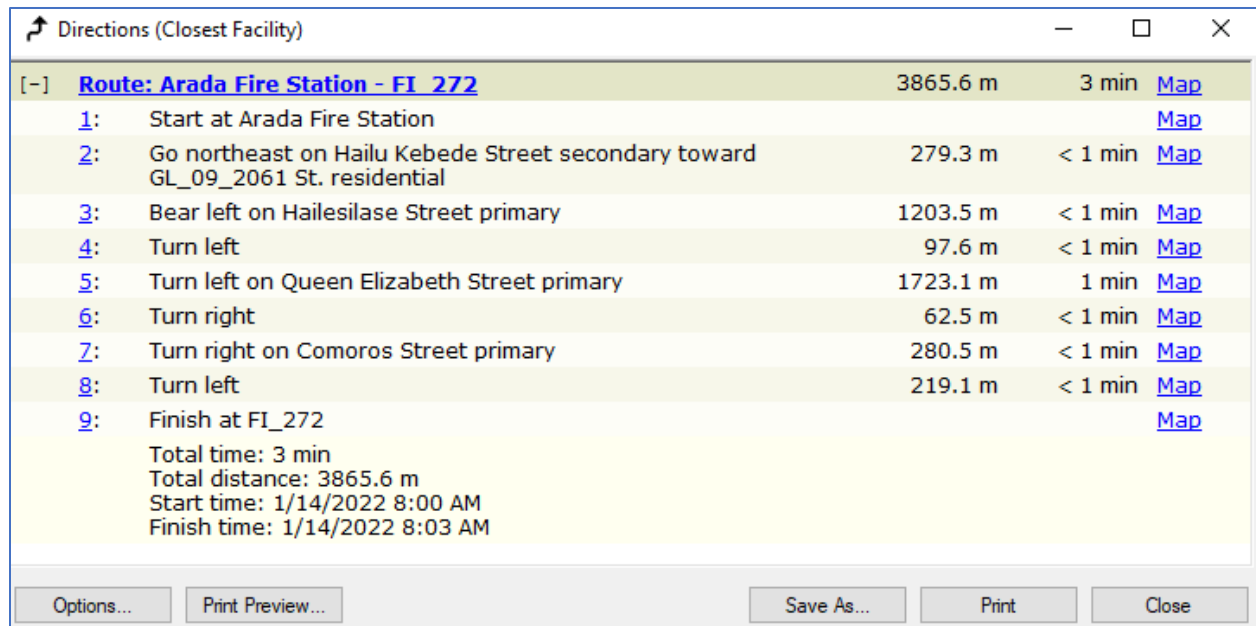 Directions (Closest Facility)
[-] Route: Arada Fire Station - FI_272 3865.6 m 3 min Map
1: Start at Arada Fire Station Map
2: Go northeast on Hailu Kebede Street secondary toward 279.3 m < 1 min Map
GL_09_2061 St. residential
3: Bear left on Hailesilase Street primary 1203.5 m < 1 min Map
4: Turn left 97.6 m < 1 min Map
5: Turn left on Queen Elizabeth Street primary 1723.1 m 1 min Map
6: Turn right 62.5 m < 1 min Map
7: Turn right on Comoros Street primary 280.5 m < 1 min Map
8: Turn left 219.1 m < 1 min Map
9: Finish at FI_272 Map
Total time: 3 min
Total distance: 3865.6 m
Start time: 1/14/2022 8:00 AM
Finish time: 1/14/2022 8:03 AM
Options... Print Preview... Save As... Print Close